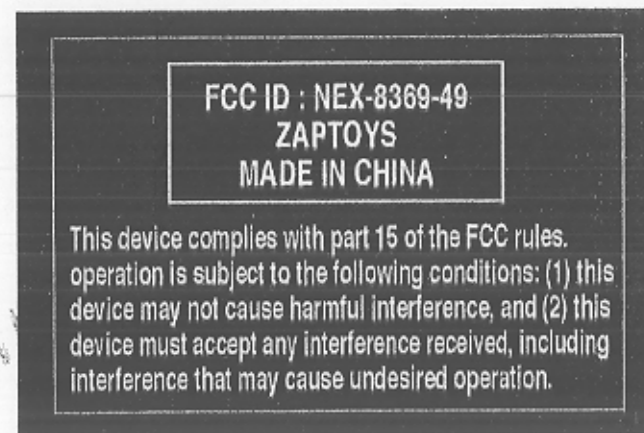 FCC ID : NEX-8369-49
ZAPTOYS
MADE IN CHINA
This device complies with part 15 of the FCC rules.
operation is subject to the following conditions: (1) this
device may not cause harmful interference, and (2) this
device must accept any interference received, including
interference that may cause undesired operation.